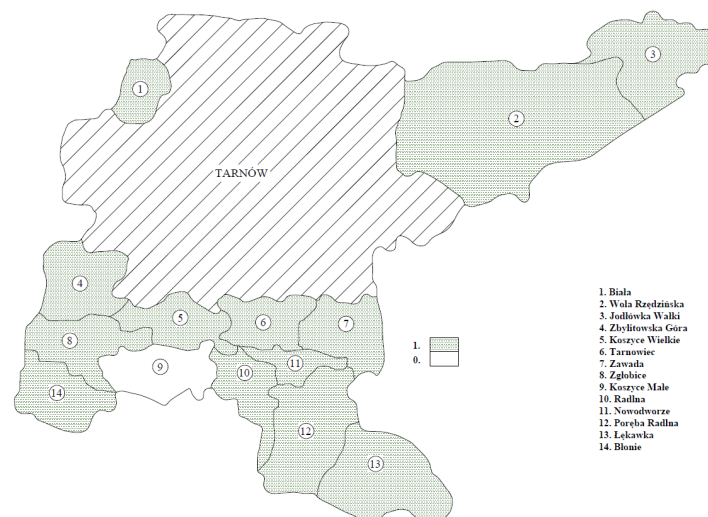 1
3
2
TARNÓW
4
5
6
7
8
9
10
11
12
13
14
1.
0.
1. Biała
2. Wola Rzędzińska
3. Jodłówka Wałki
4. Zbylitowska Góra
5. Koszyce Wielkie
6. Tarnowiec
7. Zawada
8. Zgłobice
9. Koszyce Małe
10. Radlna
11. Nowodworze
12. Poręba Radlna
13. Łękawka
14. Błonie